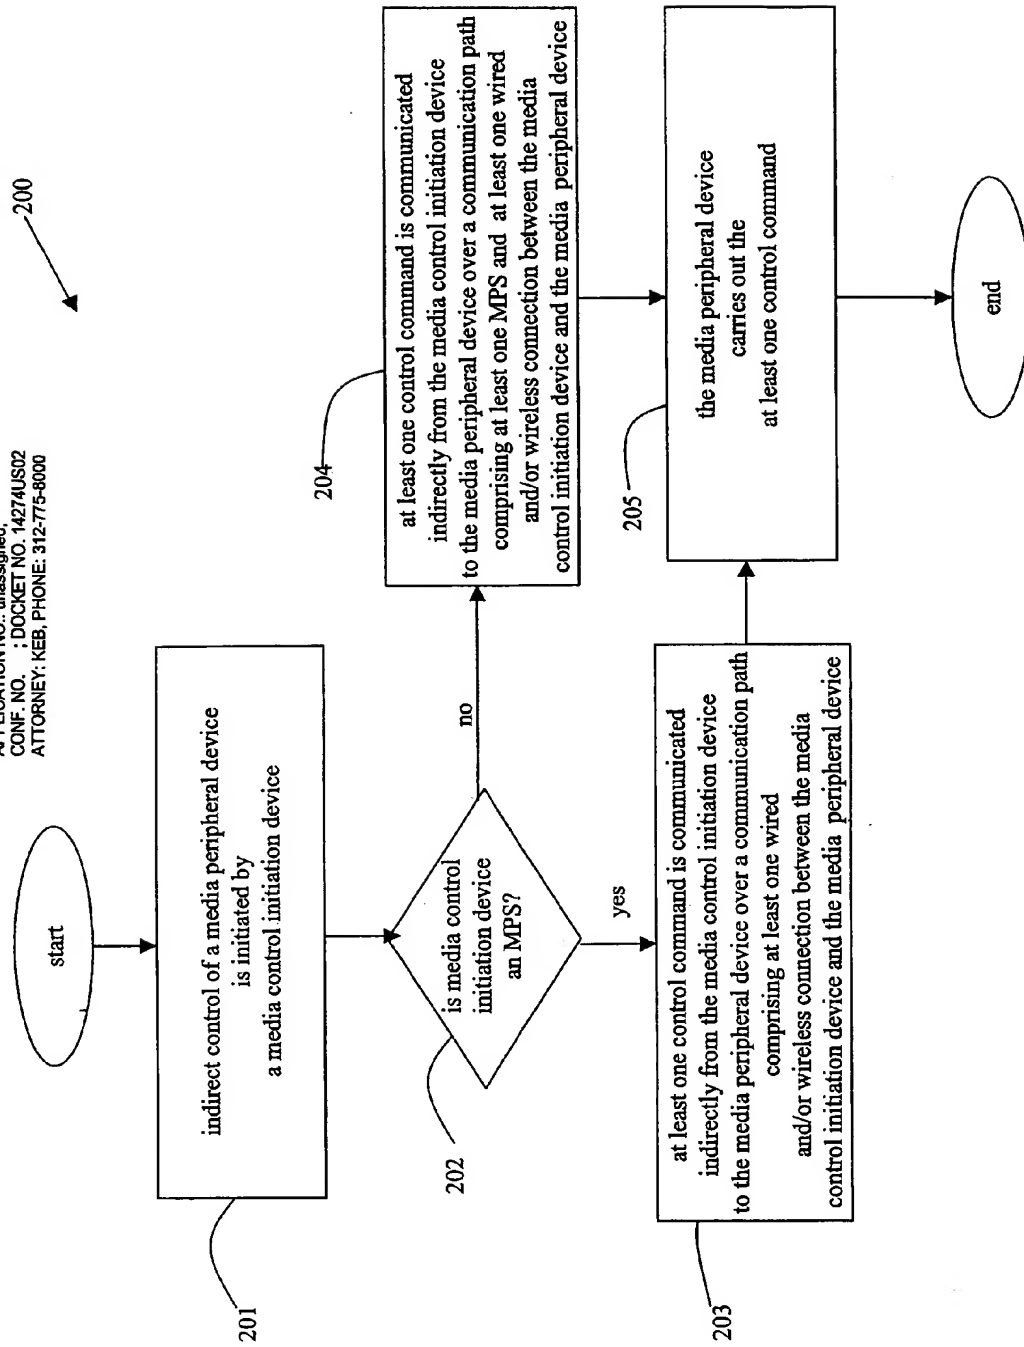 APPLICATION NO.: unassigned;
CONF. NO. ; DOCKET NO. 14274US02
ATTORNEY: KEB, PHONE: 312-775-8000
200
start
201
indirect control of a media peripheral device
is initiated by
a media control initiation device
202
is media control
initiation device
an MPS?
no
yes
204
at least one control command is communicated
indirectly from the media control initiation device
to the media peripheral device over a communication path
comprising at least one MPS and at least one wired
and/or wireless connection between the media
control initiation device and the media peripheral device
203
at least one control command is communicated
indirectly from the media control initiation device
to the media peripheral device over a communication path
comprising at least one wired
and/or wireless connection between the media
control initiation device and the media peripheral device
205
the media peripheral device
carries out the
at least one control command
end